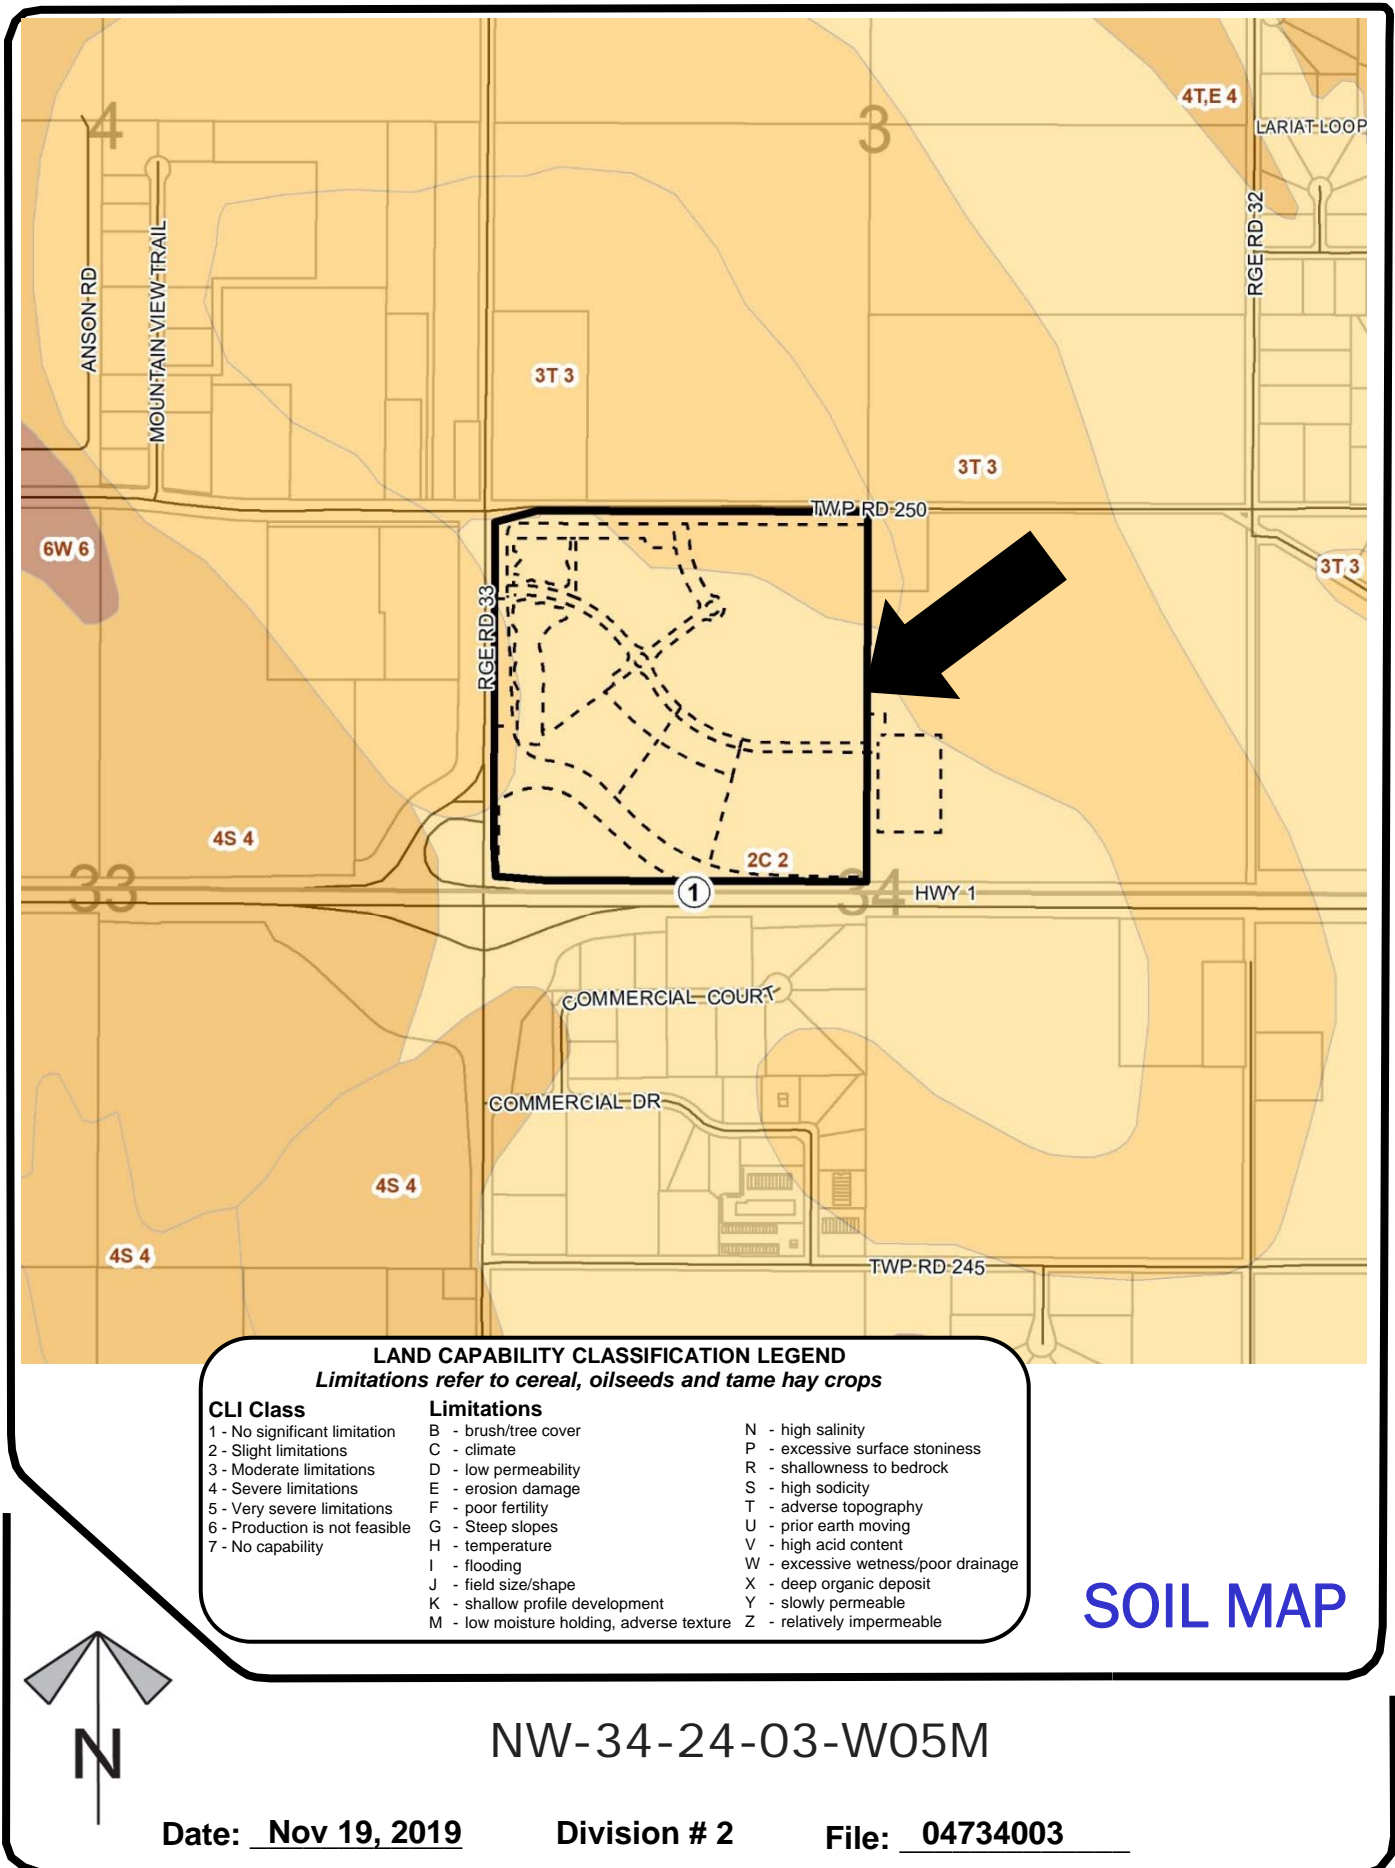 4T,E 4
4
3
LARIAT LOOP
RGE RD 32
ANSON RD
MOUNTAIN VIEW TRAIL
3T 3
3T 3
TWP RD 250
6W 6
3T 3
RGE RD 33
4S 4
2C 2
33
1
34
HWY 1
COMMERCIAL COURT
COMMERCIAL DR
4S 4
4S 4
TWP RD 245
LAND CAPABILITY CLASSIFICATION LEGEND
Limitations refer to cereal, oilseeds and tame hay crops
CLI Class
1 - No significant limitation
2 - Slight limitations
3 - Moderate limitations
4 - Severe limitations
5 - Very severe limitations
6 - Production is not feasible
7 - No capability
Limitations
B - brush/tree cover
C - climate
D - low permeability
E - erosion damage
F - poor fertility
G - Steep slopes
H - temperature
I - flooding
J - field size/shape
K - shallow profile development
M - low moisture holding, adverse texture
N - high salinity
P - excessive surface stoniness
R - shallowness to bedrock
S - high sodicity
T - adverse topography
U - prior earth moving
V - high acid content
W - excessive wetness/poor drainage
X - deep organic deposit
Y - slowly permeable
Z - relatively impermeable
SOIL MAP
N
NW-34-24-03-W05M
Date: Nov 19, 2019 Division # 2 File: 04734003